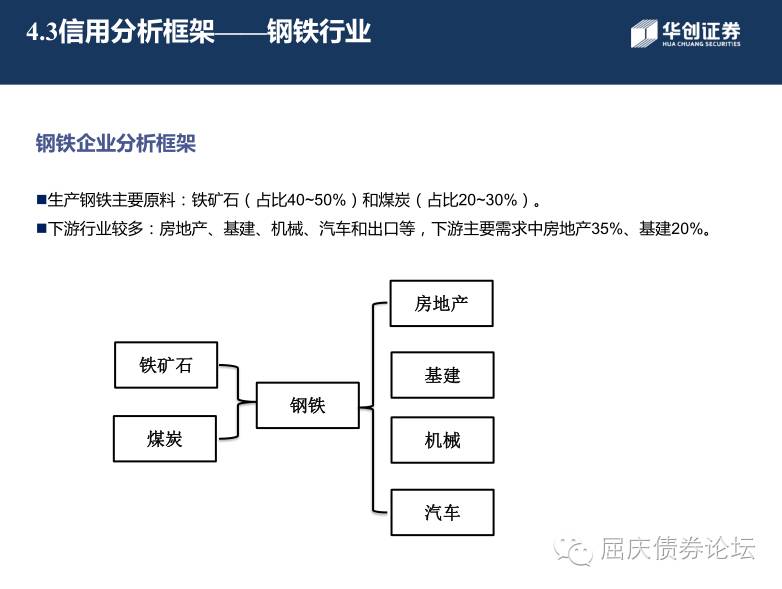 4.3信用分析框架——钢铁行业
华创证券
HUA CHUANG SECURITIES
钢铁企业分析框架
■生产钢铁主要原料：铁矿石（占比40~50%）和煤炭（占比20~30%）。
■下游行业较多：房地产、基建、机械、汽车和出口等，下游主要需求中房地产35%、基建20%。
房地产
铁矿石
基建
钢铁
煤炭
机械
汽车
屈庆债券论坛